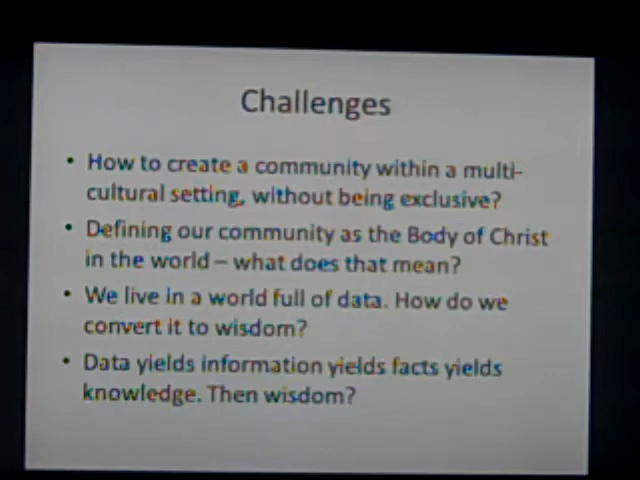 Challenges
• How to create a community within a multi-
cultural setting, without being exclusive?
• Defining our community as the Body of Christ
in the world – what does that mean?
• We live in a world full of data. How do we
convert it to wisdom?
• Data yields information yields facts yields
knowledge. Then wisdom?